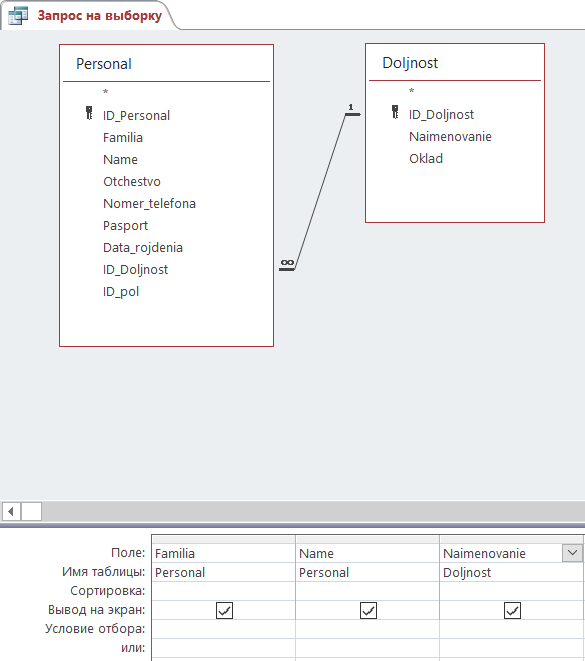 Запрос на выборку
Personal
*
ID_Personal
Familia
Name
Otchestvo
Nomer_telefona
Pasport
Data_rojdenia
ID_Doljnost
ID_pol
∞
1
Doljnost
*
ID_Doljnost
Naimenovanie
Oklad
Поле: Familia Name Naimenovanie
Имя таблицы: Personal Personal Doljnost
Сортировка:
Вывод на экран:
Условие отбора:
или: